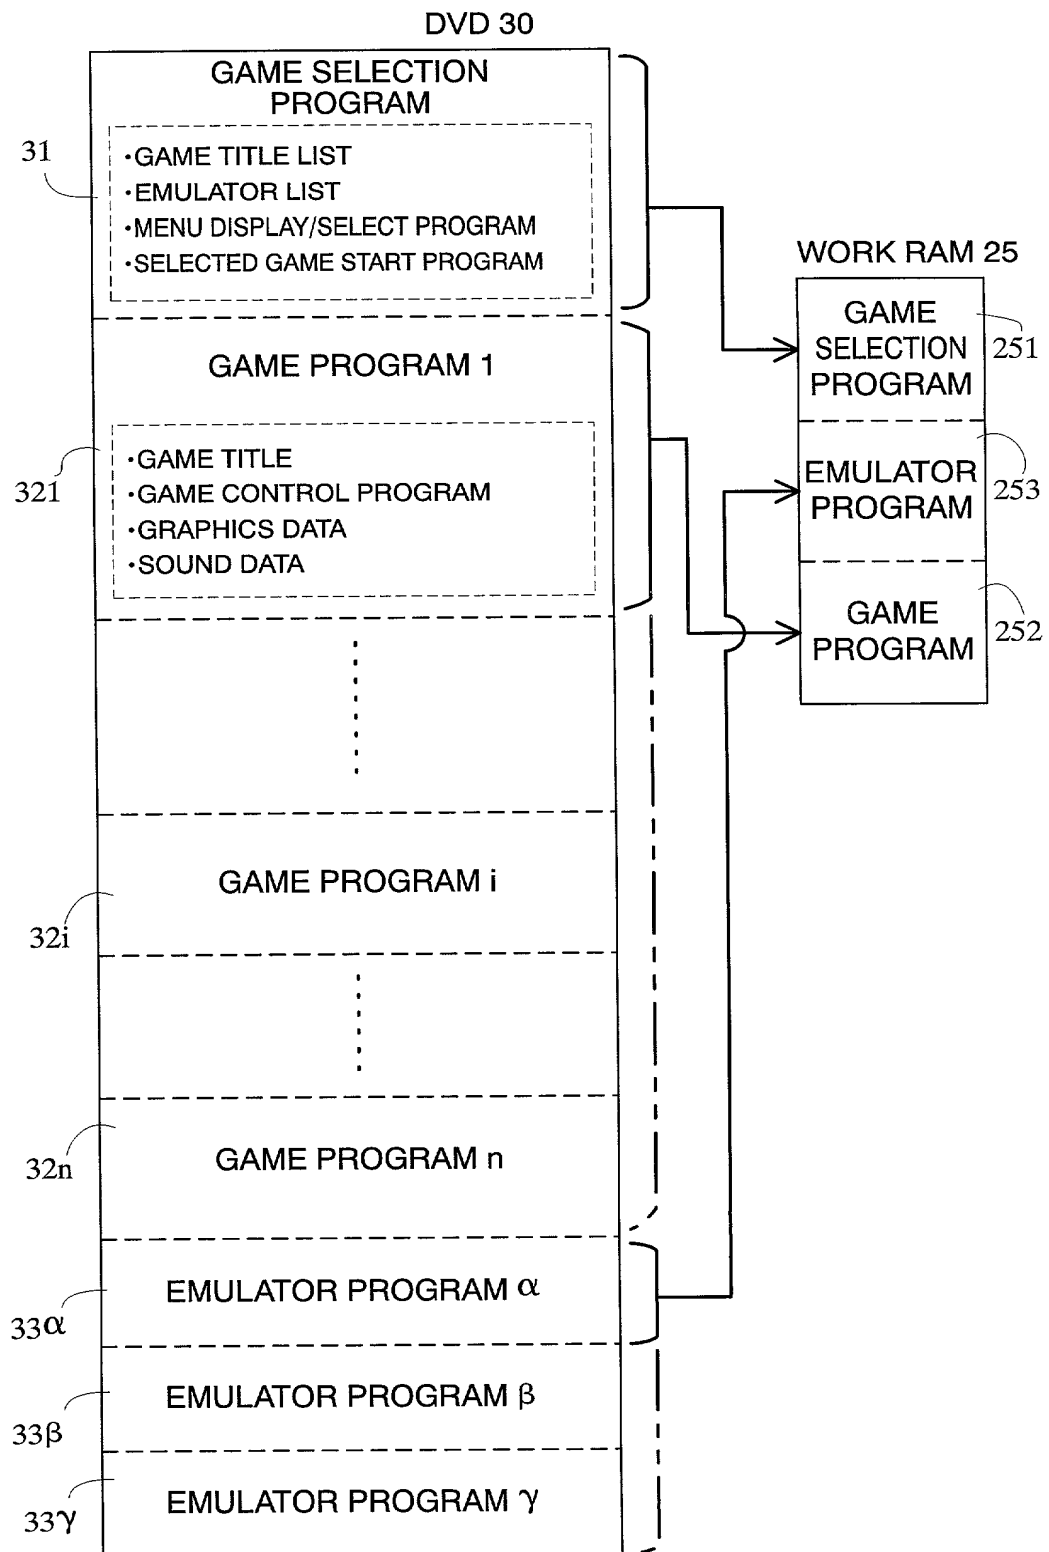 DVD 30
GAME SELECTION
PROGRAM
31
·GAME TITLE LIST
·EMULATOR LIST
·MENU DISPLAY/SELECT PROGRAM
·SELECTED GAME START PROGRAM
GAME PROGRAM 1
321
·GAME TITLE
·GAME CONTROL PROGRAM
·GRAPHICS DATA
·SOUND DATA
GAME PROGRAM i
32i
GAME PROGRAM n
32n
EMULATOR PROGRAM α
33α
EMULATOR PROGRAM β
33β
EMULATOR PROGRAM γ
33γ
WORK RAM 25
GAME
SELECTION
PROGRAM
251
EMULATOR
PROGRAM
253
GAME
PROGRAM
252